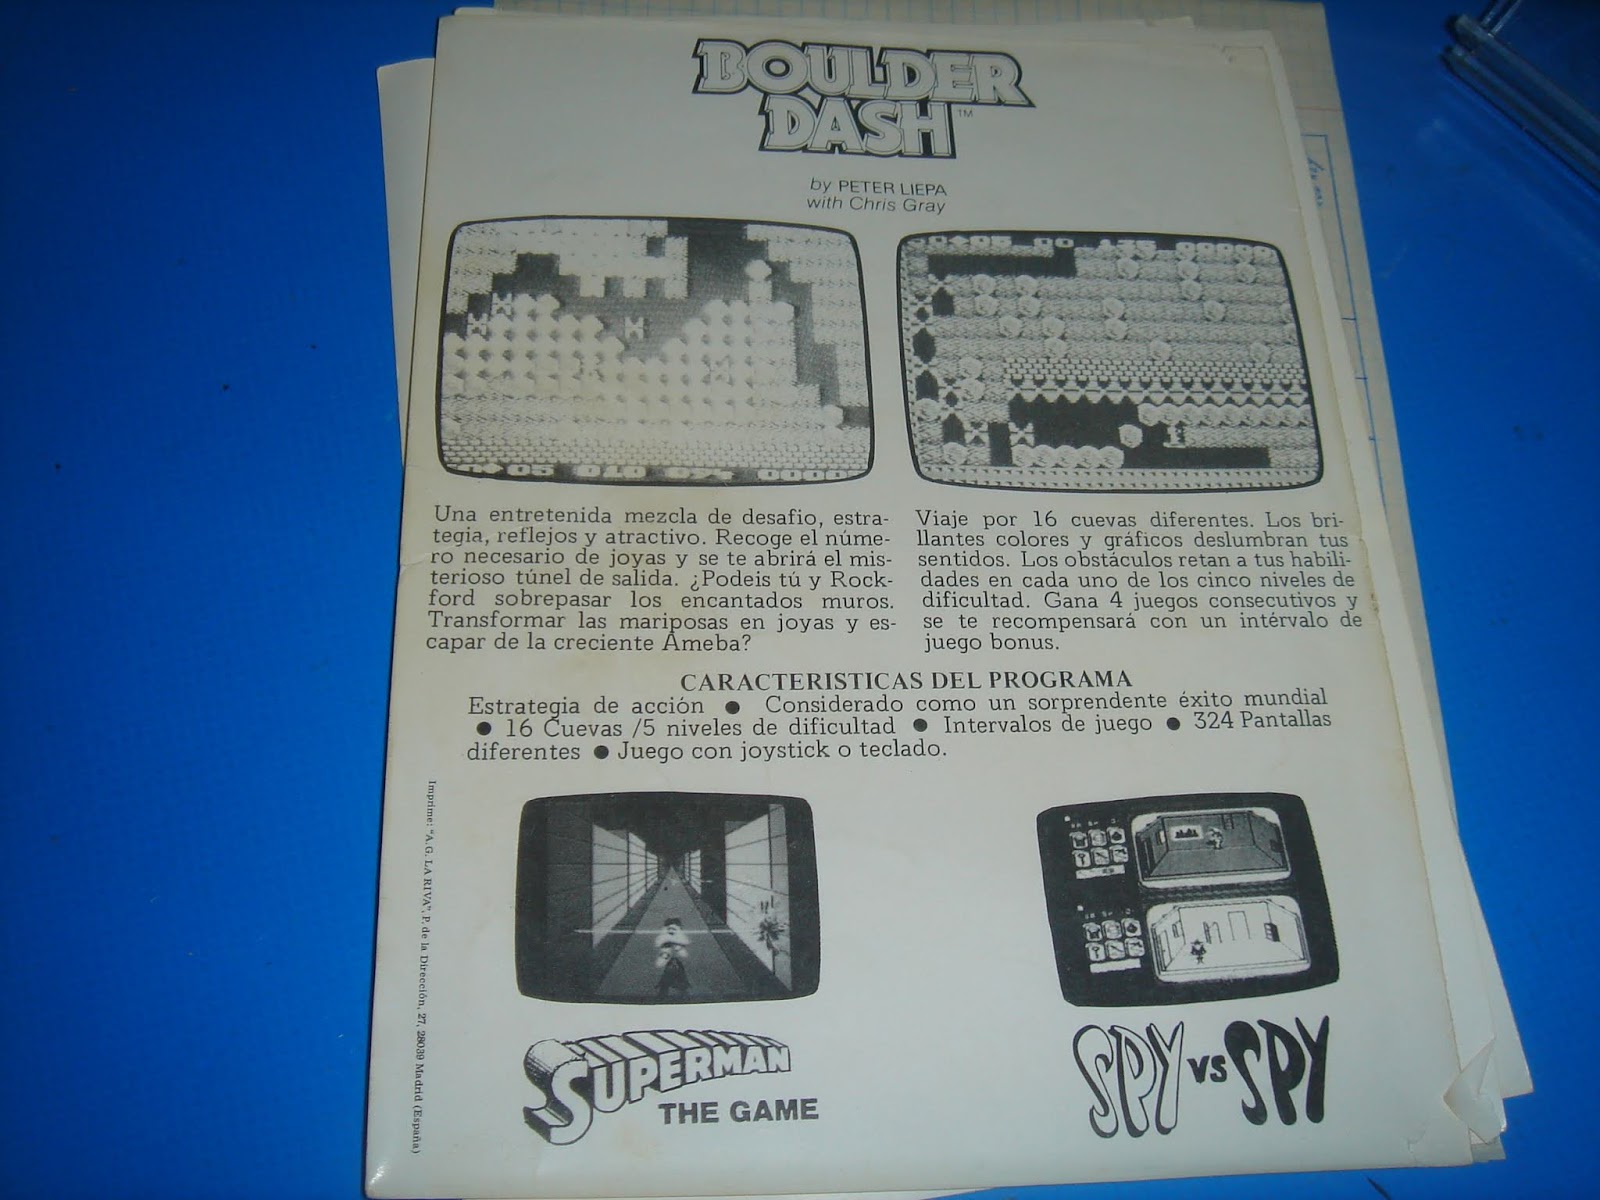 BOULDER
DASH™
by PETER LIEPA
with Chris Gray
Una entretenida mezcla de desafio, estra-
tegia, reflejos y atractivo. Recoge el núme-
ro necesario de joyas y se te abrirá el mis-
terioso túnel de salida. ¿Podeis tú y Rock-
ford sobrepasar los encantados muros.
Transformar las mariposas en joyas y es-
capar de la creciente Ameba?
Viaje por 16 cuevas diferentes. Los bri-
llantes colores y gráficos deslumbran tus
sentidos. Los obstáculos retan a tus habili-
dades en cada uno de los cinco niveles de
dificultad. Gana 4 juegos consecutivos y
se te recompensará con un intérvalo de
juego bonus.
CARACTERISTICAS DEL PROGRAMA
Estrategia de acción ● Considerado como un sorprendente éxito mundial
● 16 Cuevas /5 niveles de dificultad ● Intervalos de juego ● 324 Pantallas
diferentes ● Juego con joystick o teclado.
Imprime: "A.G. LA RIVA", P. de la Dirección, 27, 28039 Madrid (España)
SUPERMAN
THE GAME
SPY vs SPY